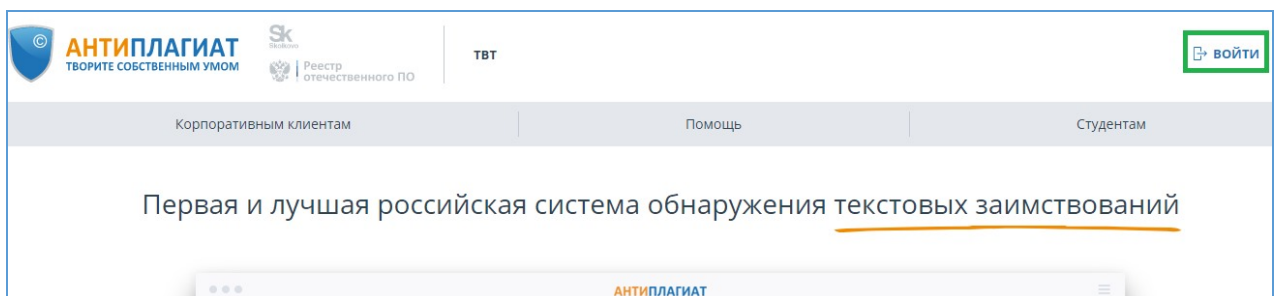 ©
АНТИПЛАГИАТ
ТВОРИТЕ СОБСТВЕННЫМ УМОМ
Sk
Skolkovo
Реестр
отечественного ПО
ТВТ
ВОЙТИ
Корпоративным клиентам
Помощь
Студентам
Первая и лучшая российская система обнаружения текстовых заимствований
АНТИПЛАГИАТ